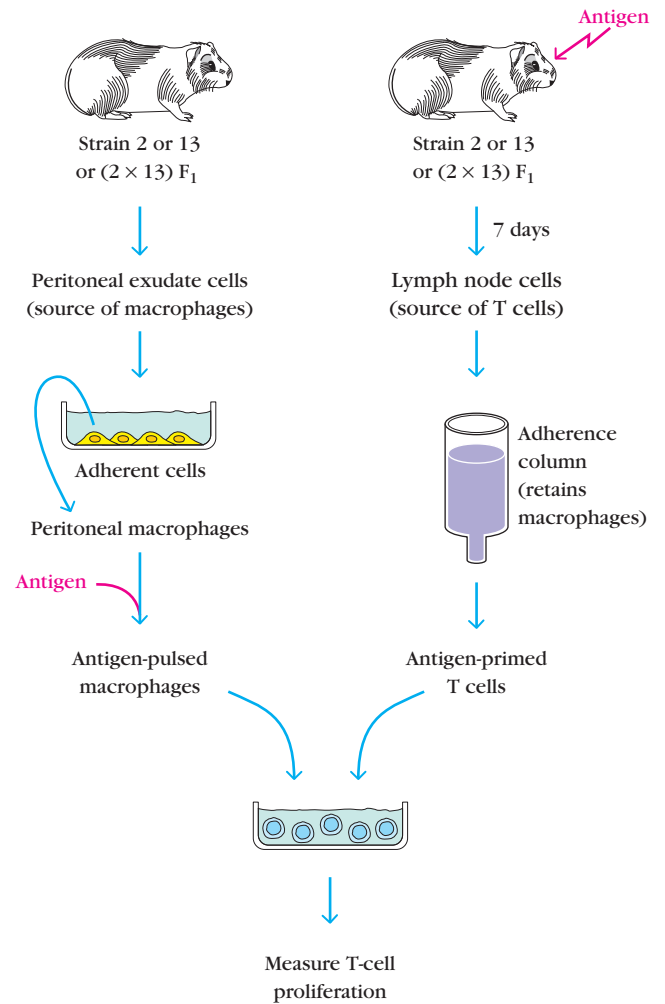 Antigen
Strain 2 or 13
or (2 × 13) F₁
Strain 2 or 13
or (2 × 13) F₁
7 days
Peritoneal exudate cells
(source of macrophages)
Lymph node cells
(source of T cells)
Adherent cells
Peritoneal macrophages
Adherence
column
(retains
macrophages)
Antigen
Antigen-pulsed
macrophages
Antigen-primed
T cells
Measure T-cell
proliferation